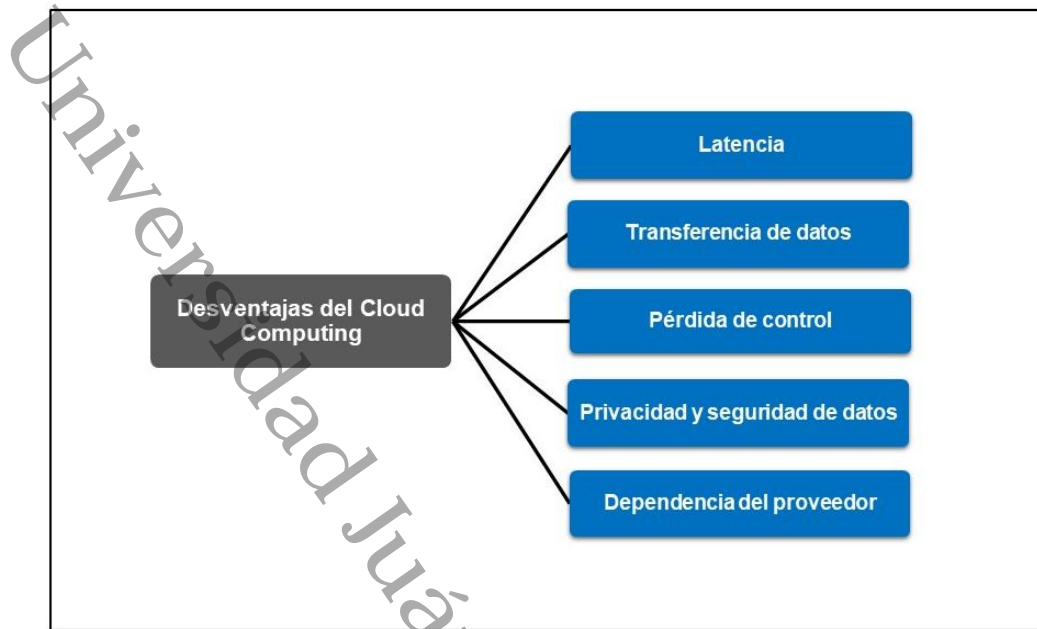 Universidad Juá
Desventajas del Cloud
Computing
Latencia
Transferencia de datos
Pérdida de control
Privacidad y seguridad de datos
Dependencia del proveedor